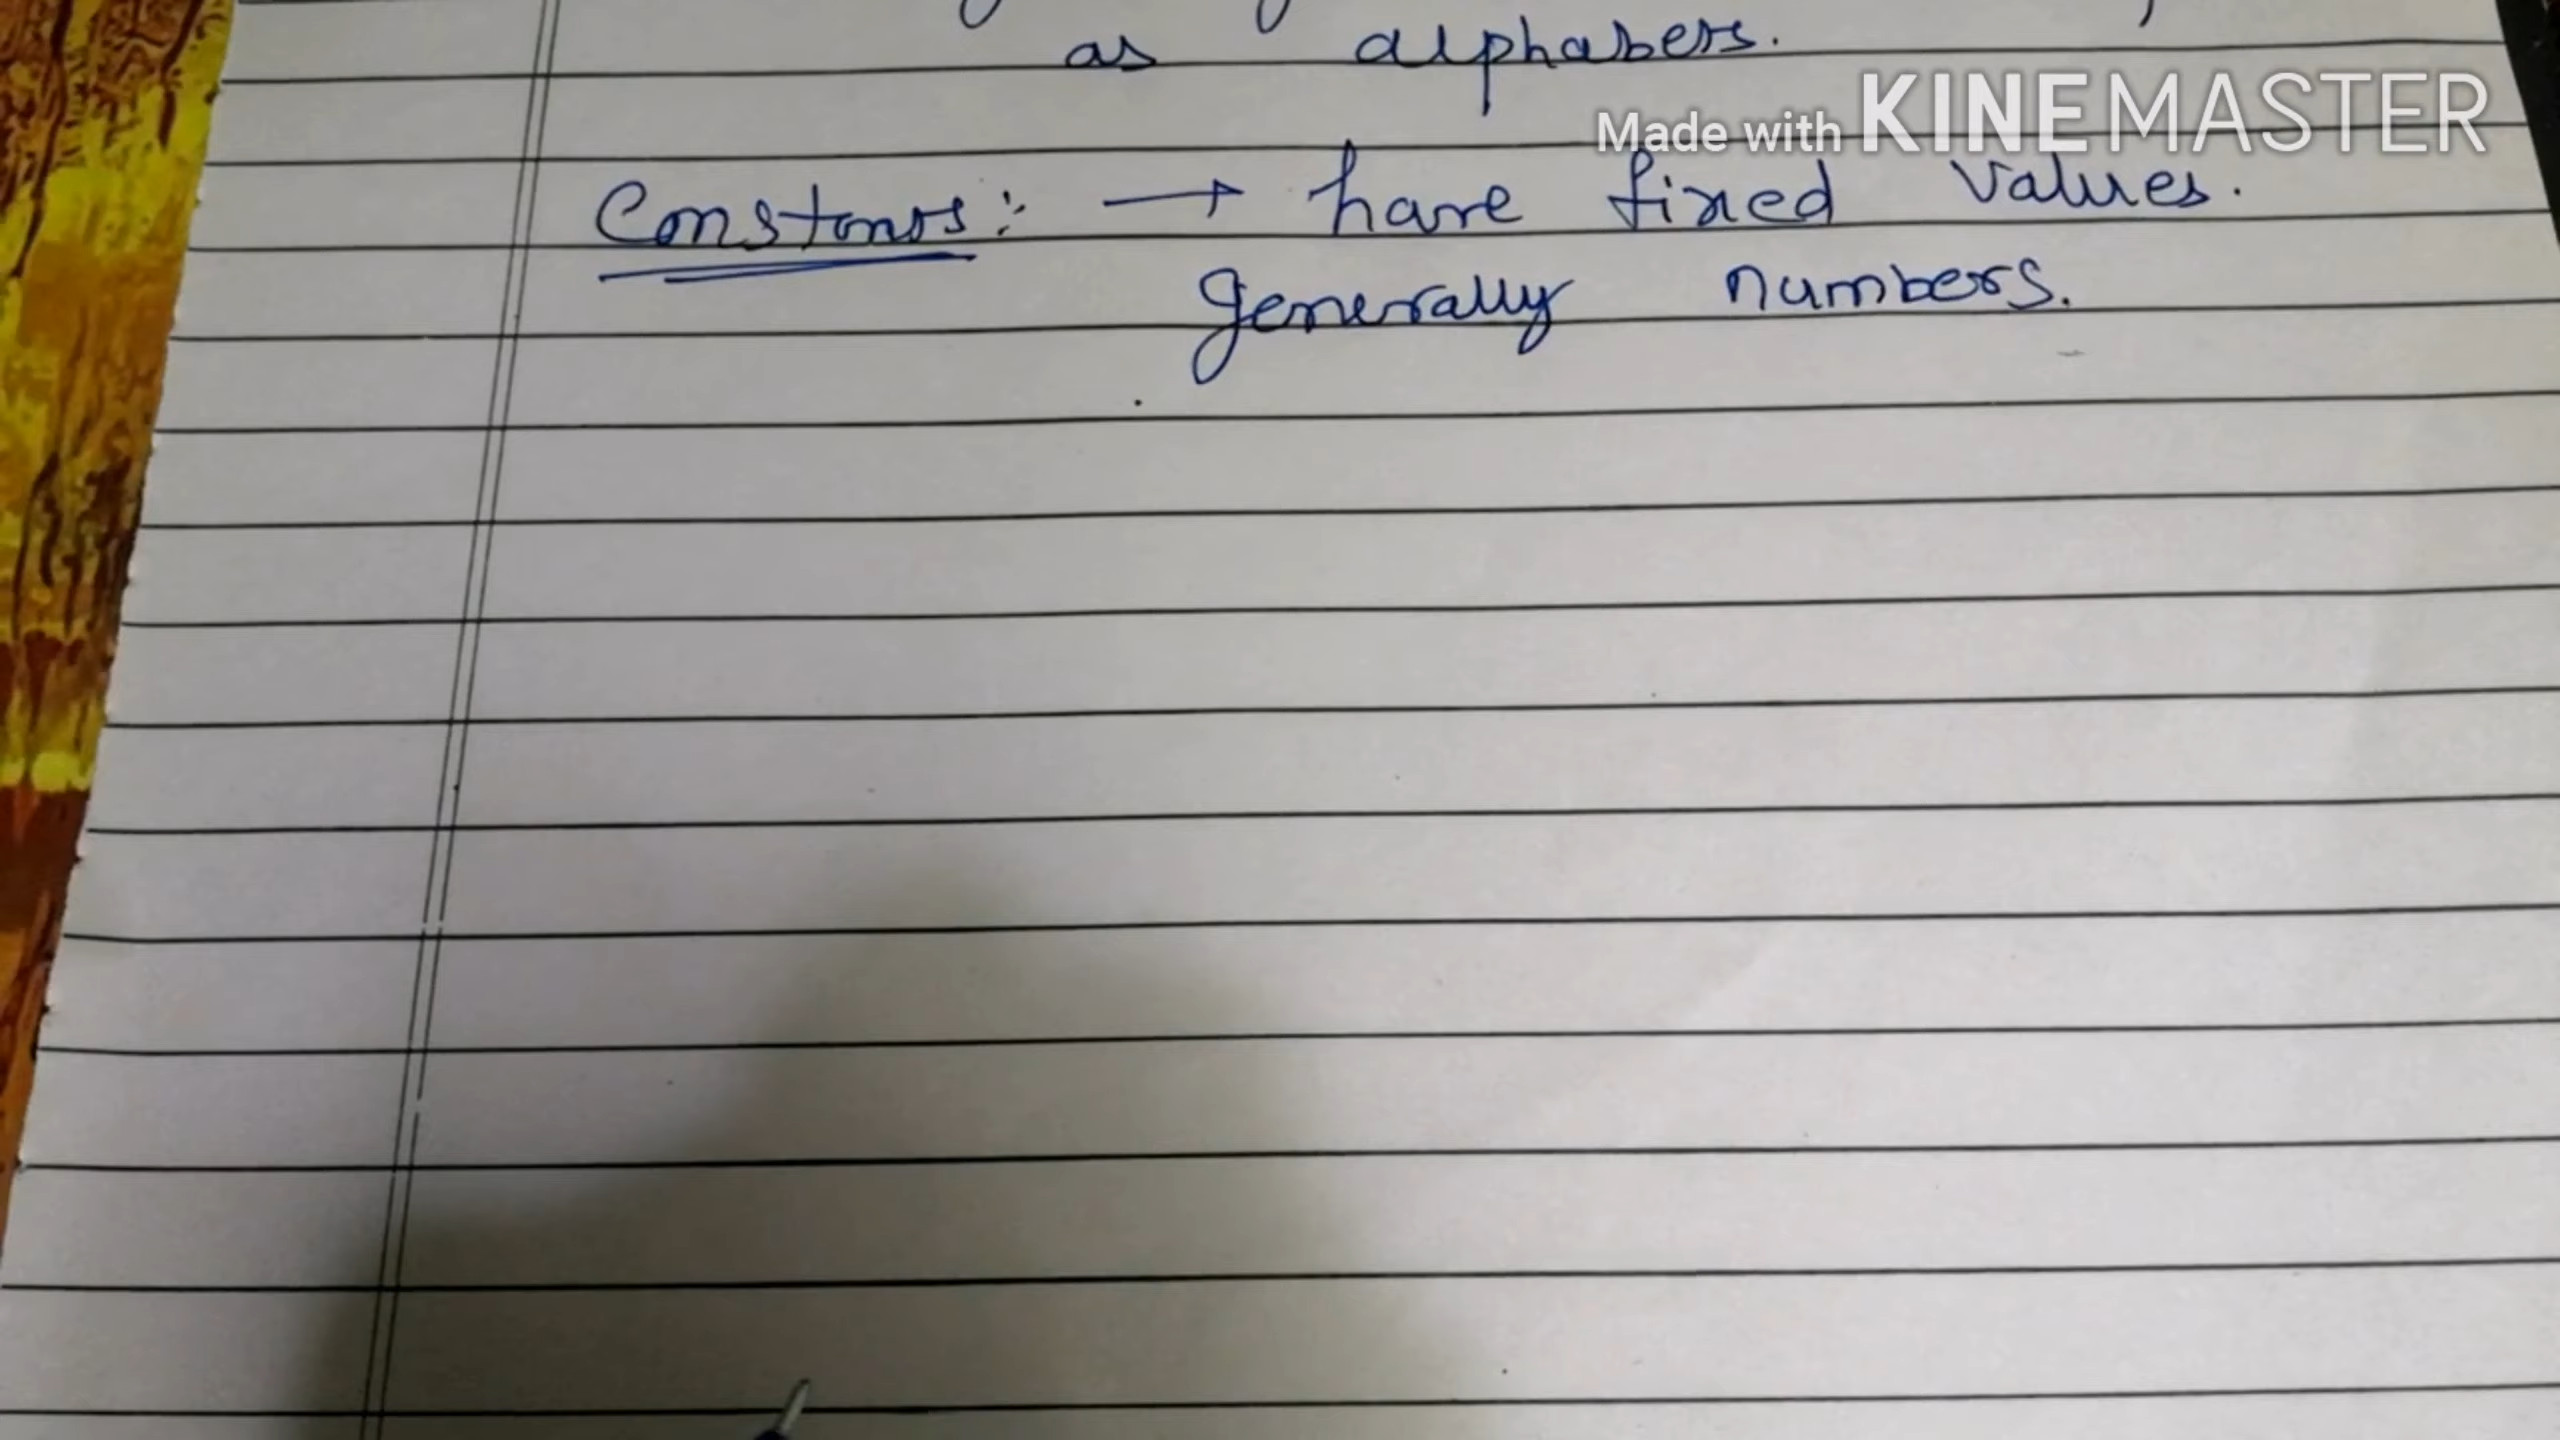 as alphabets.
Made with KINEMASTER
Constants: → have fixed values.
generally numbers.